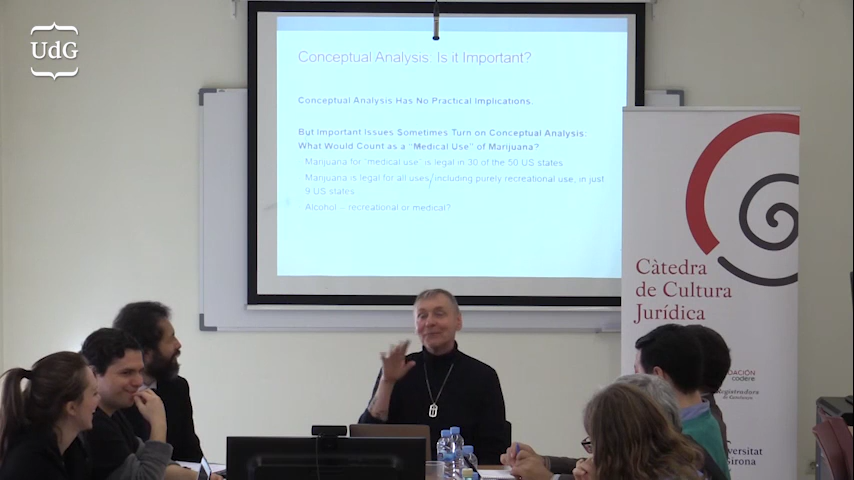 UdG
Conceptual Analysis: Is it Important?
Conceptual Analysis Has No Practical Implications.
But Important Issues Sometimes Turn on Conceptual Analysis:
What Would Count as a "Medical Use" of Marijuana?
Marijuana for "medical use" is legal in 30 of the 50 US states
Marijuana is legal for all uses/including purely recreational use, in just
9 US states
Alcohol – recreational or medical?
Càtedra
de Cultura
Jurídica